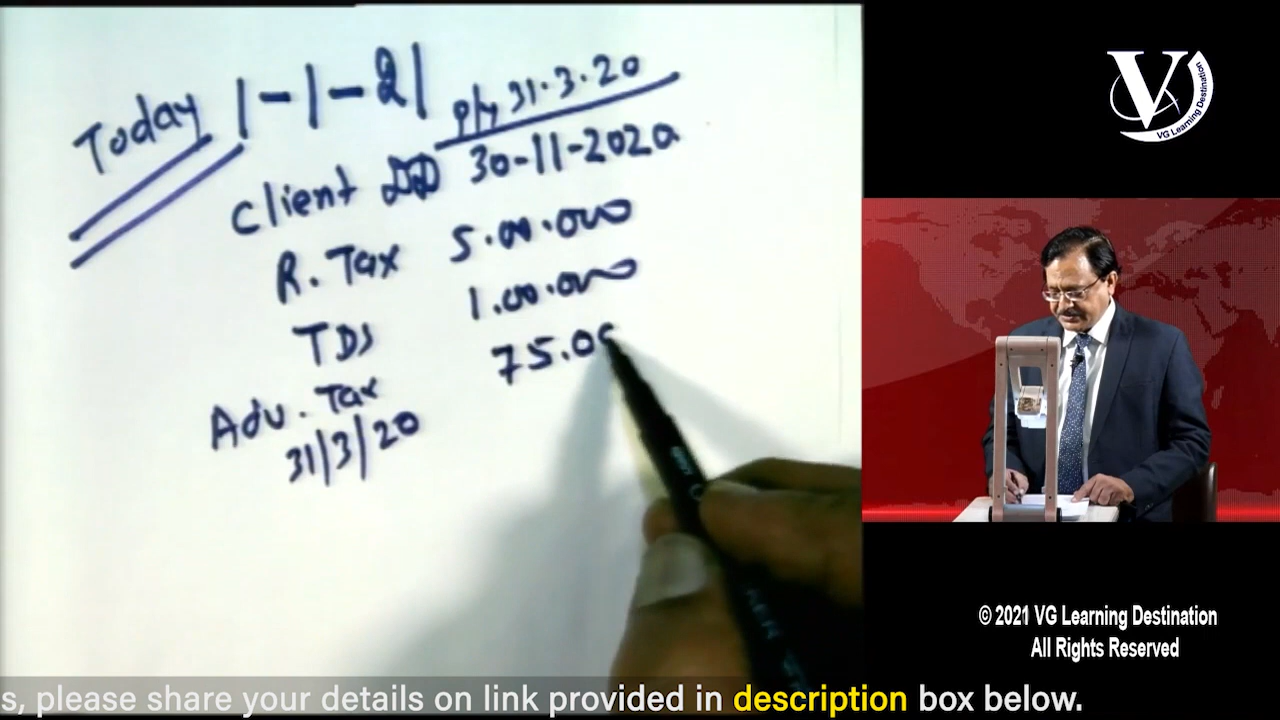 Today 1-1-21
ply 31.3.20
Client DD 30-11-2020
R. Tax 5.00.000
TDS 1.00.000
Adv. Tax 75.00
31/3/20
V
VG Learning Destination
© 2021 VG Learning Destination
All Rights Reserved
s, please share your details on link provided in description box below.